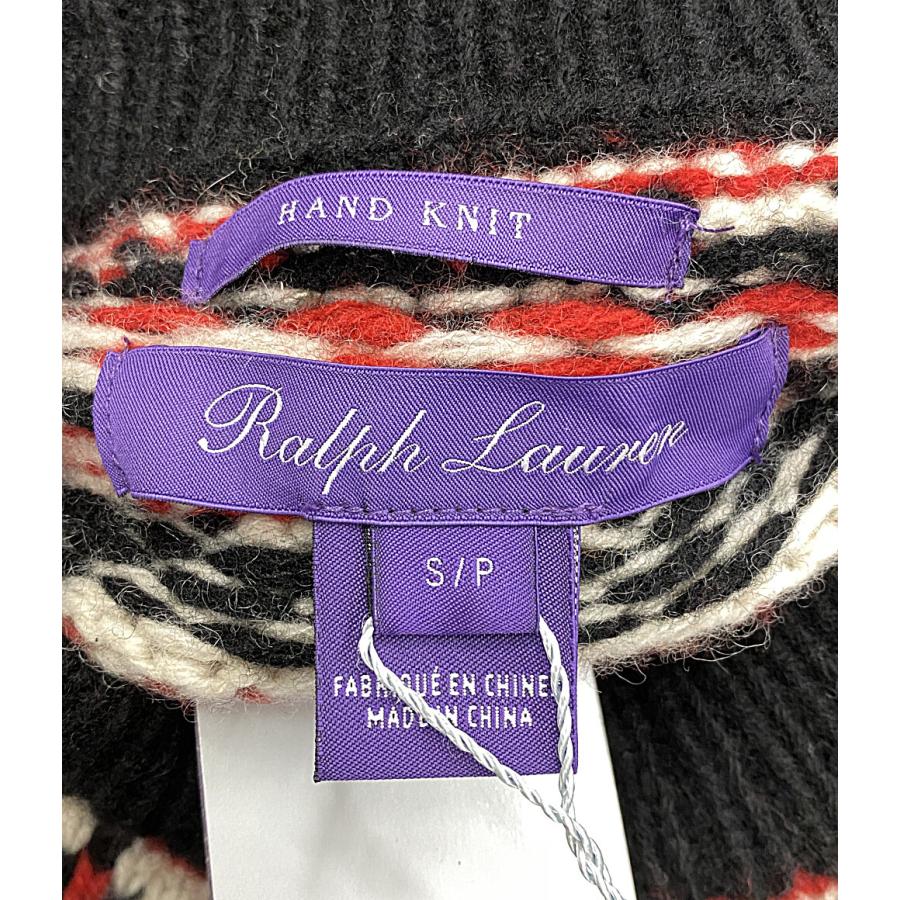 HAND KNIT
Ralph Lauren
S/P
FABRIQUÉ EN CHINE
MADE IN CHINA